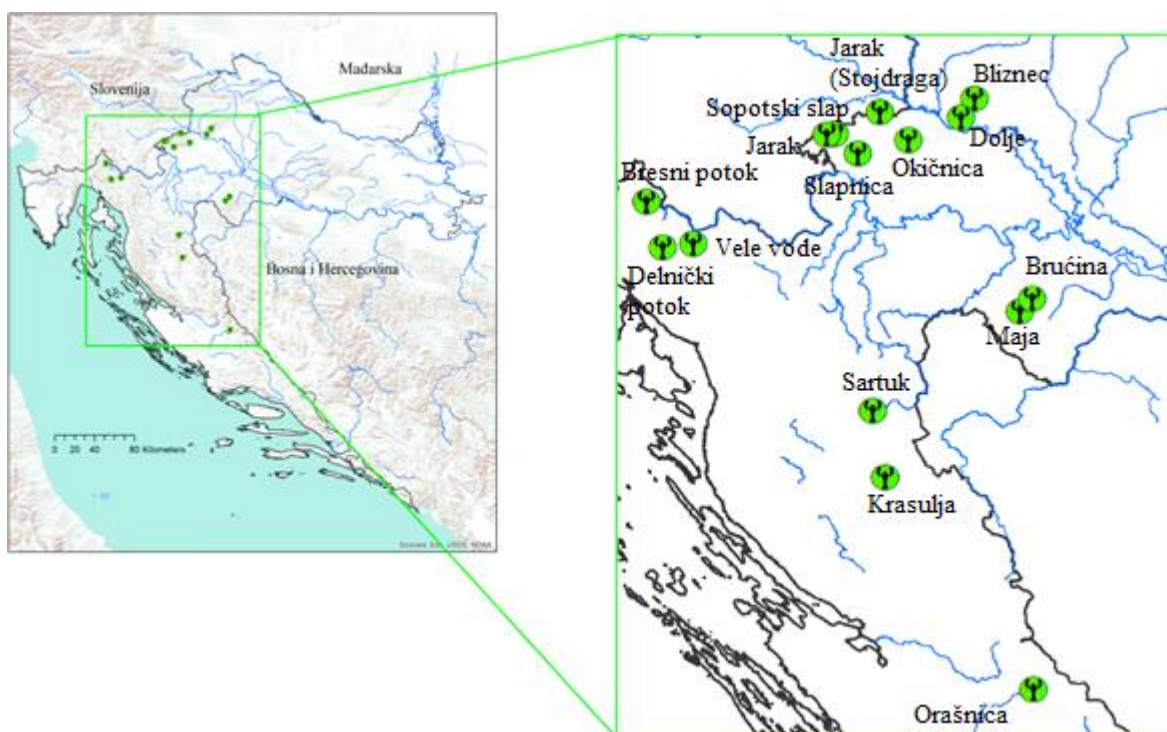 Mađarska
Slovenija
Bosna i Hercegovina
0 20 40 80 Kilometers
Jarak
(Stojdraga)
Bliznec
Sopotski slap
Dolje
Jarak
Okičnica
Slapnica
Bresni potok
Vele vode
Delnički
potok
Brućina
Maja
Sartuk
Krasulja
Orašnica